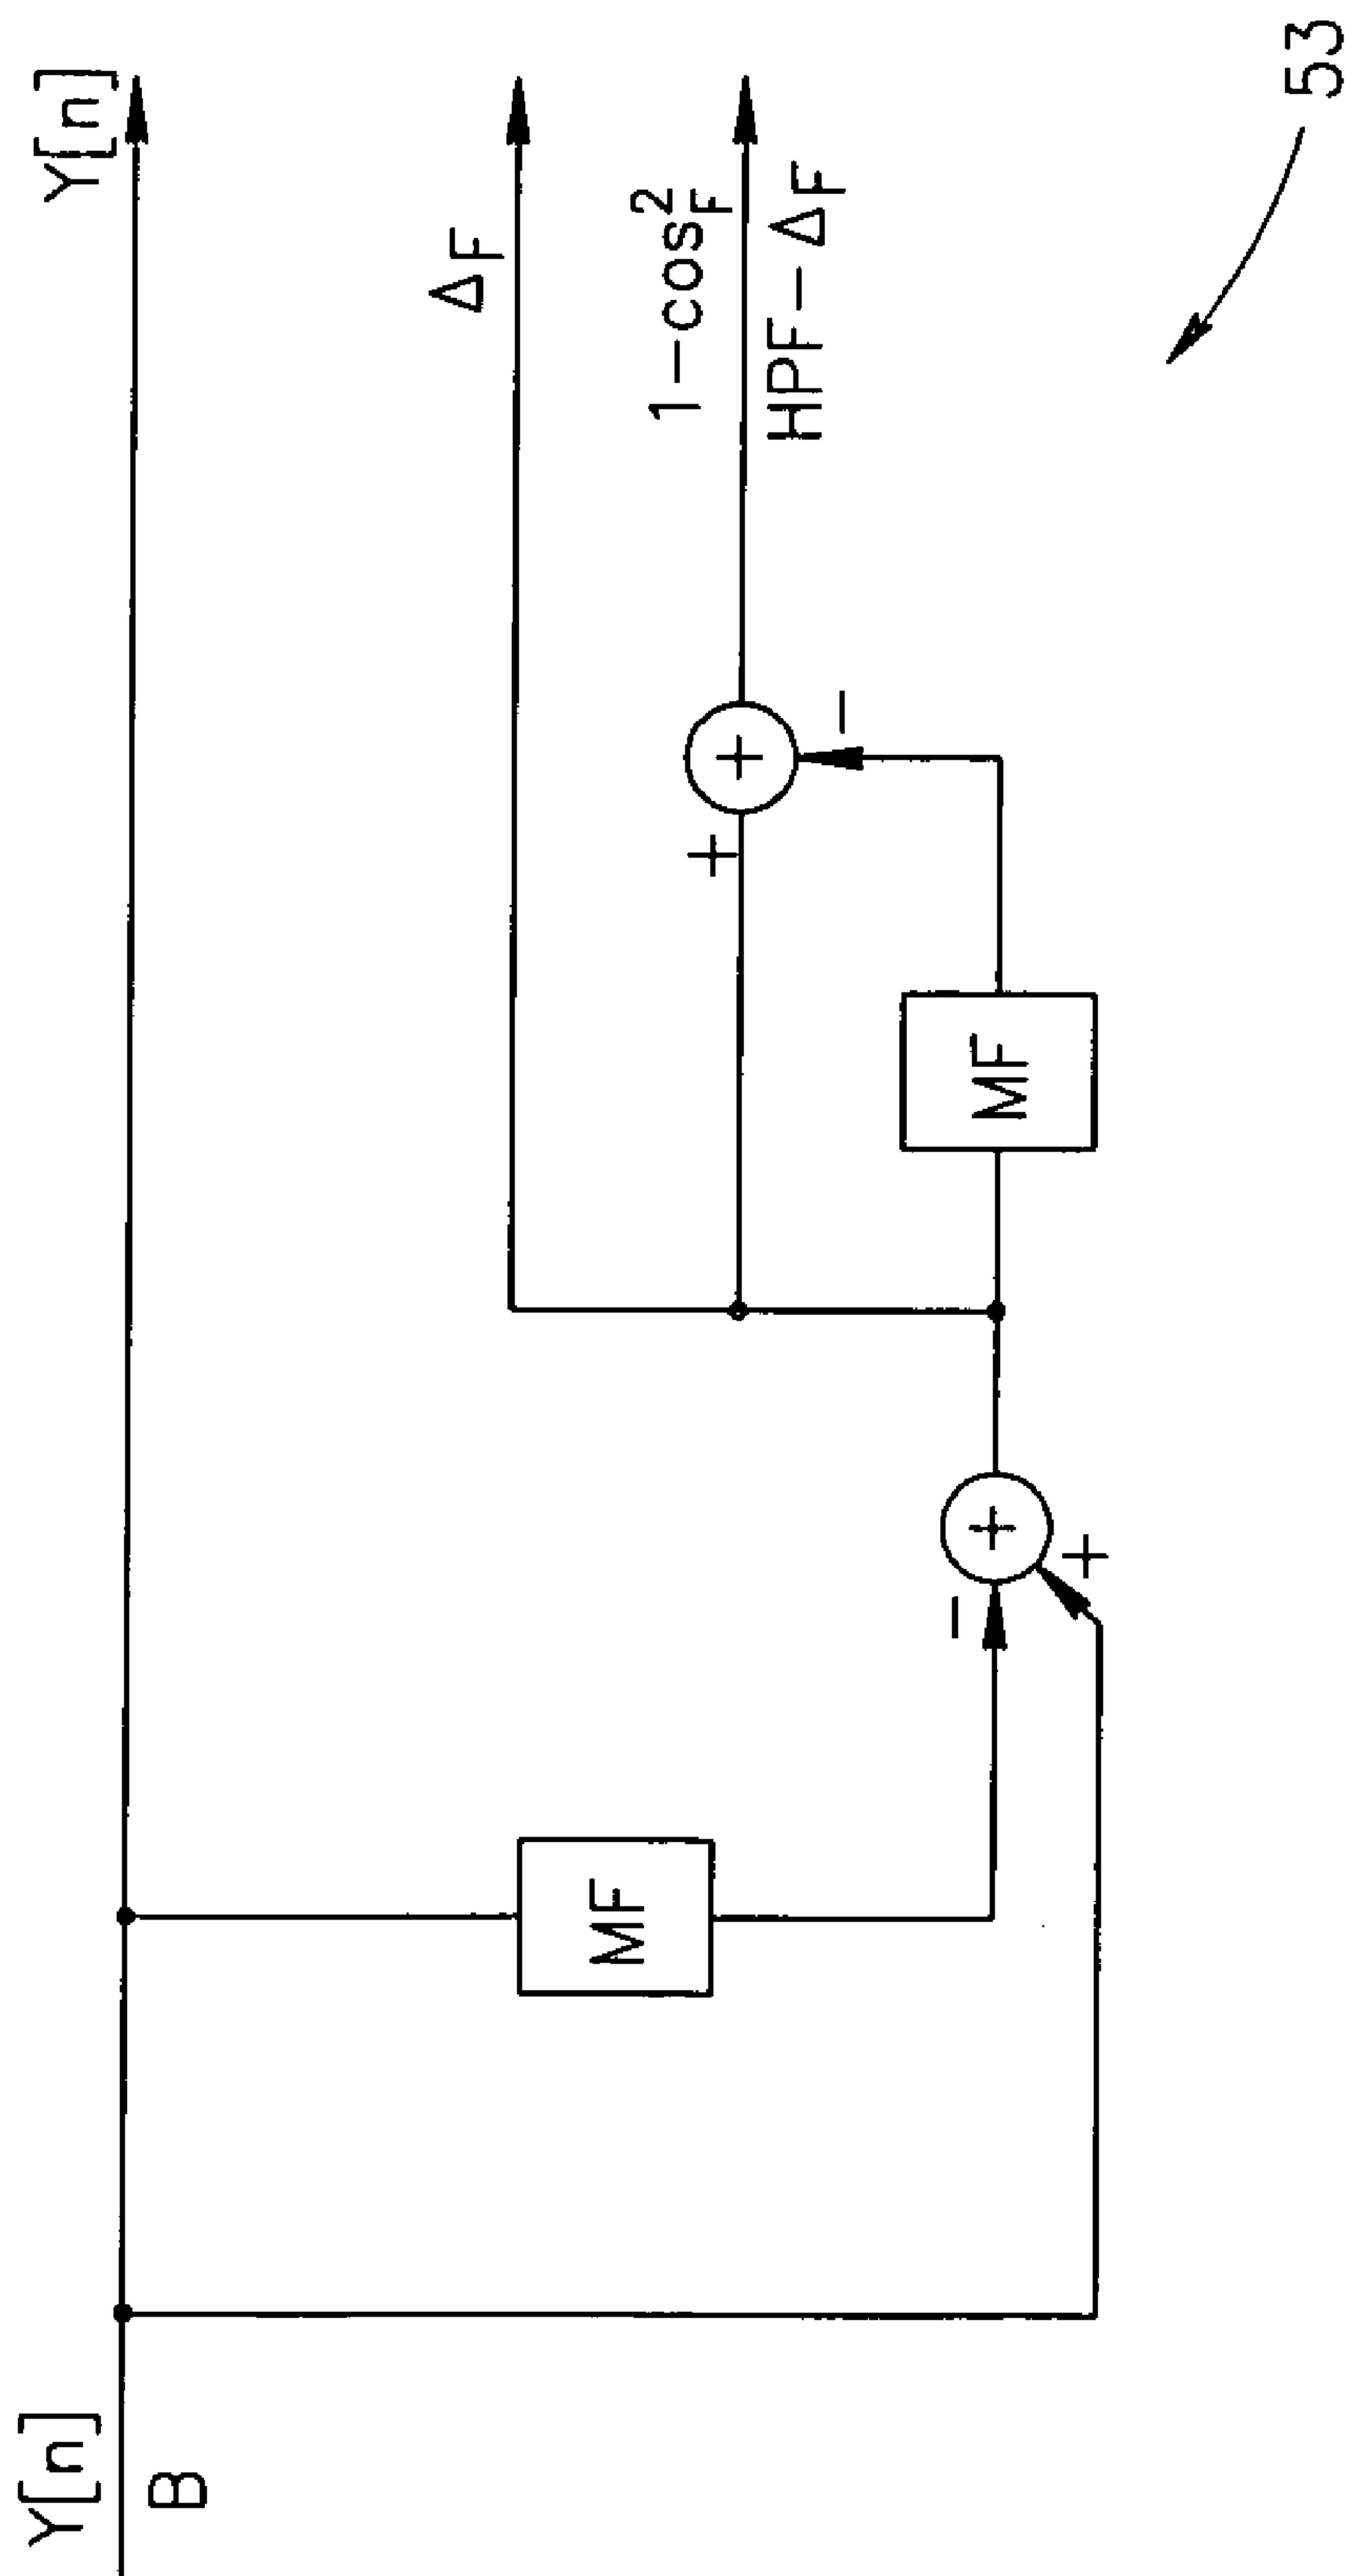 Y[n]
B
MF
−
+
+
MF
+
+
−
Y[n]
ΔF
1−cos²F
HPF−ΔF
53